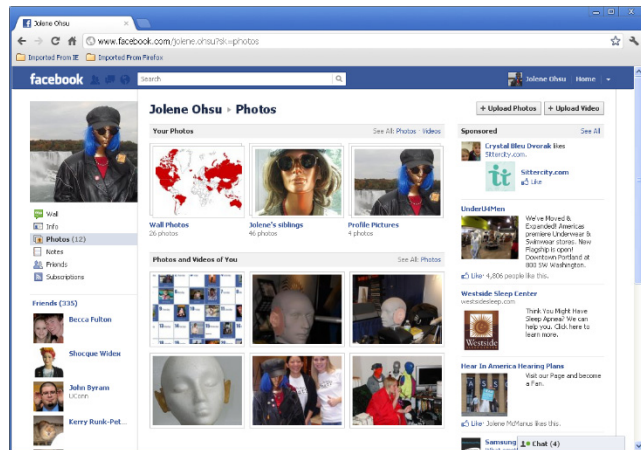 Jolene Ohsu
www.facebook.com/jolene.ohsu?sk=photos
Imported From IE
Imported From Firefox
facebook
Search
Jolene Ohsu
Home
Jolene Ohsu ▸ Photos
+ Upload Photos
+ Upload Video
Your Photos
See All: Photos · Videos
Wall Photos
26 photos
Jolene's siblings
46 photos
Profile Pictures
4 photos
Photos and Videos of You
See All: Photos
Wall
Info
Photos (12)
Notes
Friends
Subscriptions
Friends (335)
Becca Fulton
Shocque Widex
John Byram
UConn
Kerry Runk-Pet...
Sponsored
See All
Crystal Bleu Dvorak likes
Sittercity.com.
Sittercity.com
Like
UnderU4Men
We've Moved &
Expanded! Americas
premiere Underwear &
Swimwear stores. Now
Flagship is open!
Downtown Portland at
800 SW Washington.
Like · 4,806 people like this.
Westside Sleep Center
westsidesleep.com
Westside
Think You Might Have
Sleep Apnea? We can
help you. Click here to
learn more.
Hear In America Hearing Plans
Visit our Page and become
a Fan.
Like · Jolene McManus likes this.
Samsung
Chat (4)